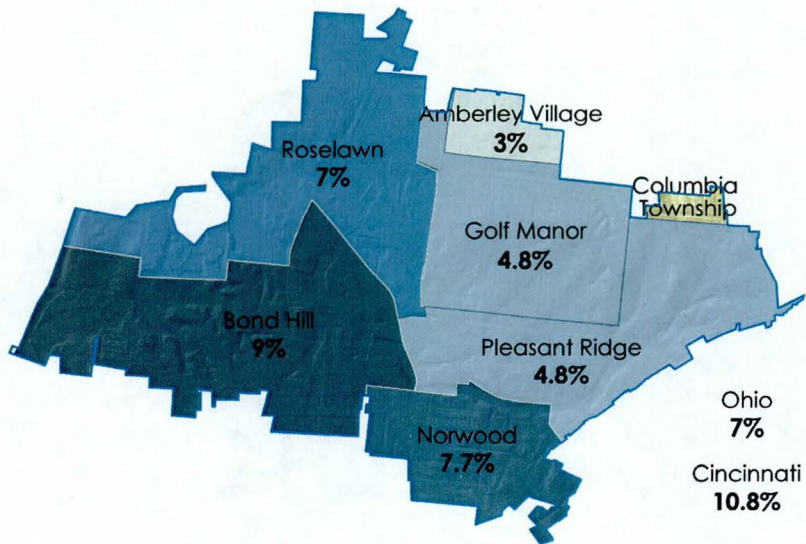 Amberley Village
3%
Roselawn
7%
Columbia
Township
Golf Manor
4.8%
Bond Hill
9%
Pleasant Ridge
4.8%
Norwood
7.7%
Ohio
7%
Cincinnati
10.8%